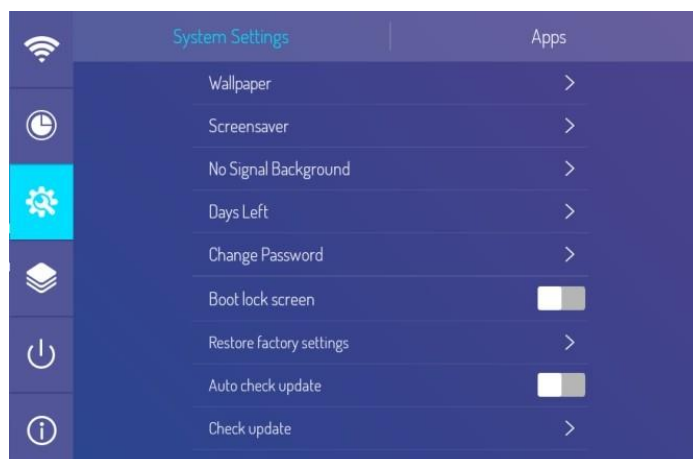 System Settings
Apps
Wallpaper
Screensaver
No Signal Background
Days Left
Change Password
Boot lock screen
Restore factory settings
Auto check update
Check update